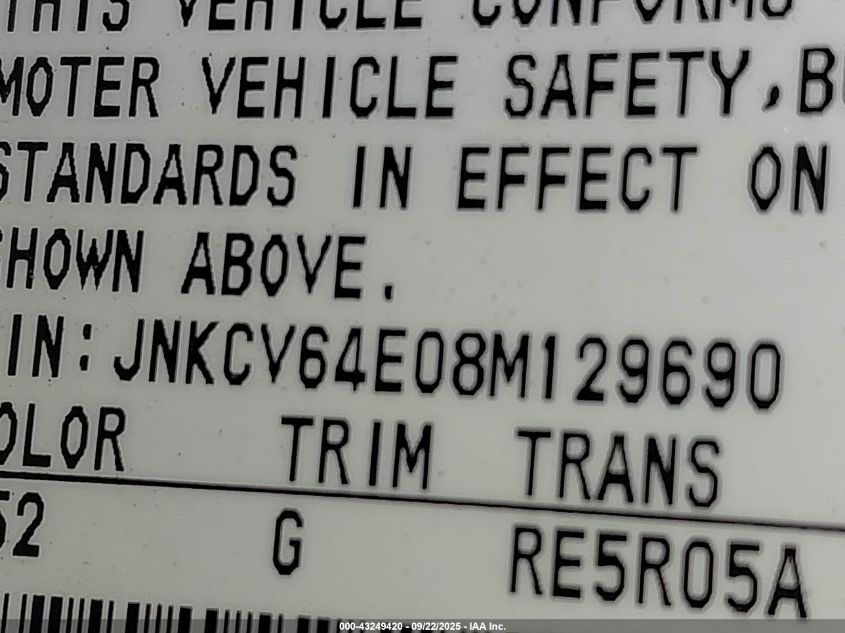 THIS VEHICLE CONFORMS
MOTER VEHICLE SAFETY,B
STANDARDS IN EFFECT ON
SHOWN ABOVE.
IN: JNKCV64E08M129690
OLOR TRIM TRANS
52 G RE5R05A
000-43249420 - 09/22/2025 - IAA Inc.